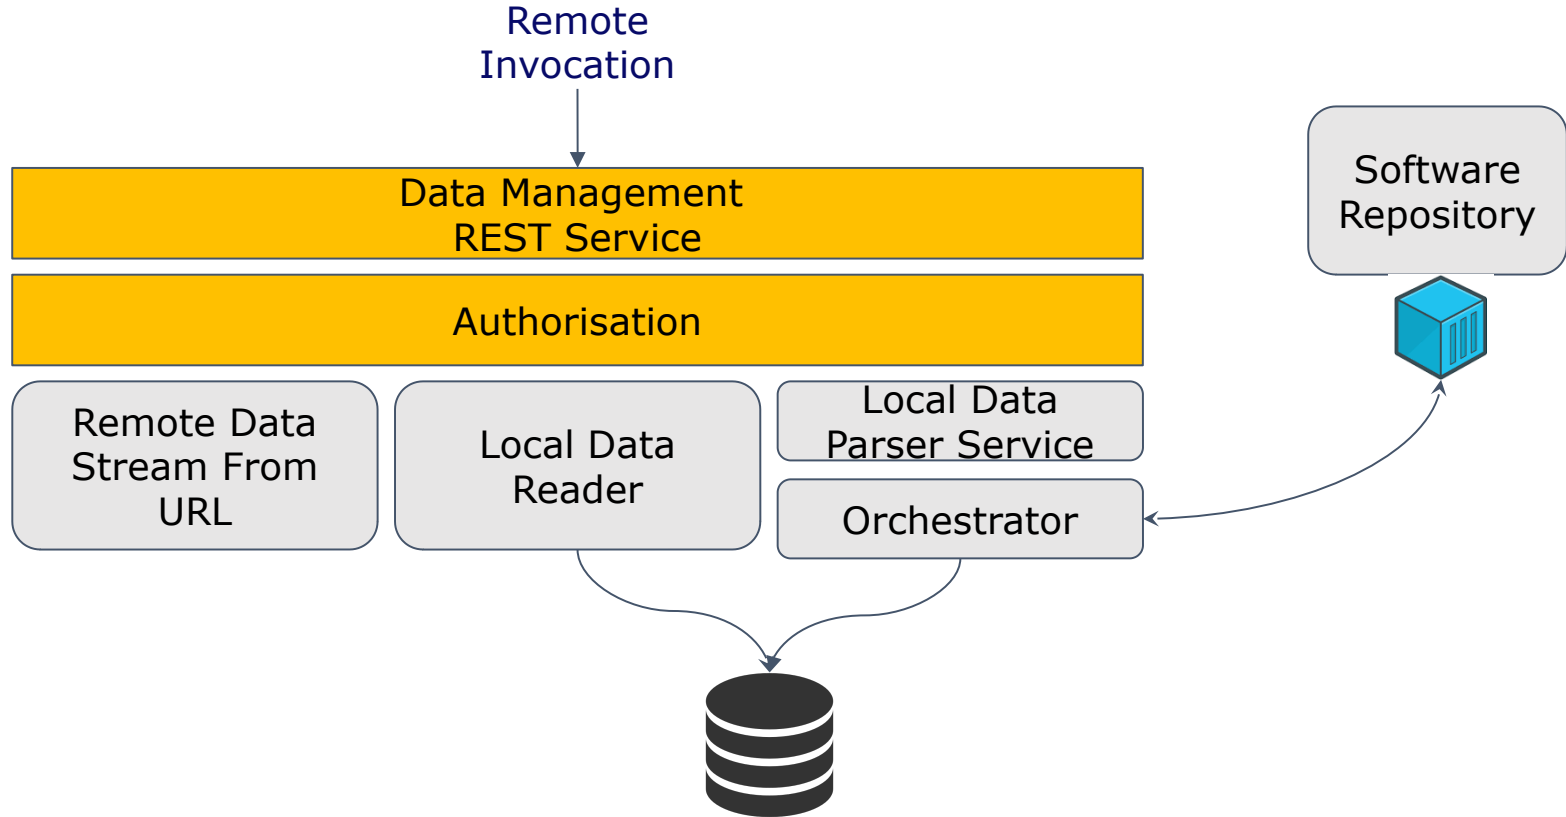 Remote
Invocation
Data Management
REST Service
Software
Repository
Authorisation
Remote Data
Stream From
URL
Local Data
Reader
Local Data
Parser Service
Orchestrator